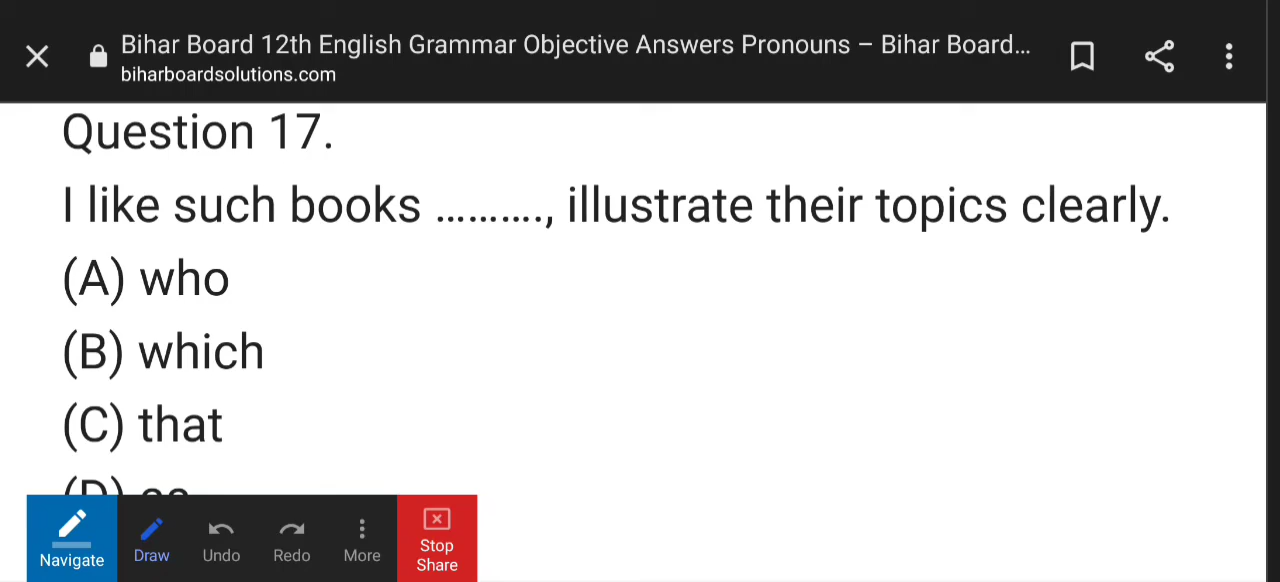 Bihar Board 12th English Grammar Objective Answers Pronouns – Bihar Board...
biharboardsolutions.com
Question 17.
I like such books .........., illustrate their topics clearly.
(A) who
(B) which
(C) that
(D)
Navigate
Draw
Undo
Redo
More
Stop
Share